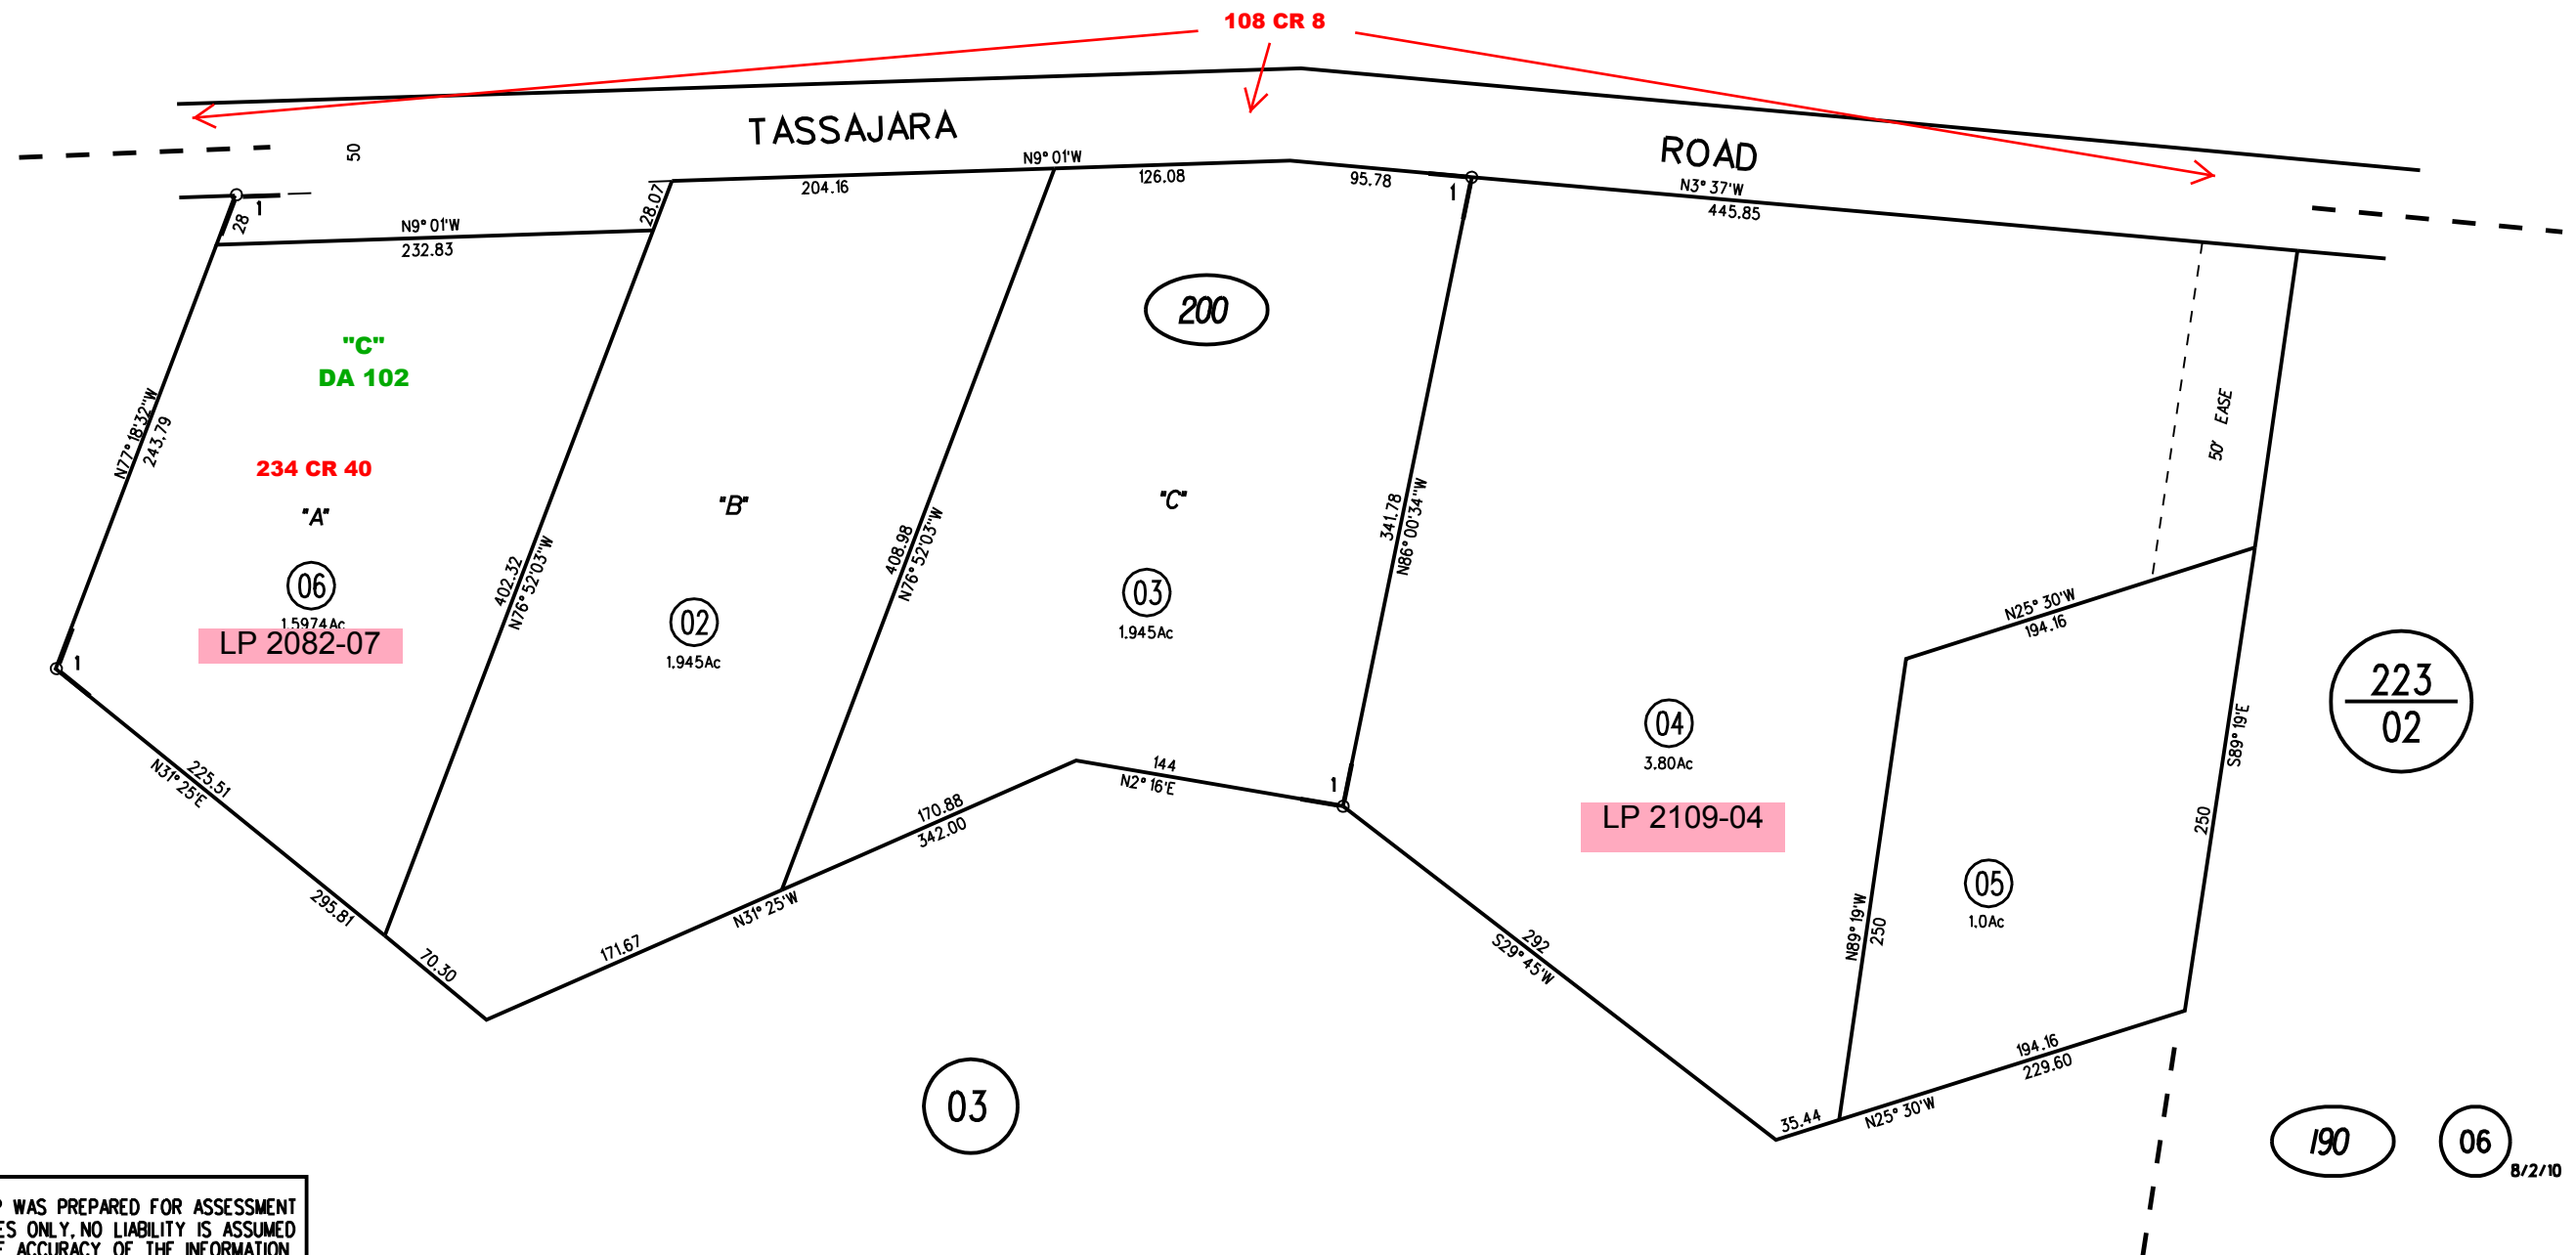 108 CR 8
TASSAJARA ROAD
50
N9° 01'W
204.16
126.08
95.78
1
N3° 37'W
445.85
28
1
N9° 01'W
232.83
28.07
200
"C"
DA 102
234 CR 40
"A"
06
1.5974Ac
LP 2082-07
N77° 18'32"W
243.79
1
402.32
N76° 52'03"W
"B"
02
1.945Ac
408.98
N76° 52'03"W
"C"
03
1.945Ac
341.78
N86° 00'34"W
1
50' EASE
N25° 30'W
194.16
04
3.80Ac
LP 2109-04
223
02
S89° 19'E
250
05
1.0Ac
N89° 19'W
250
225.51
N31° 25'E
295.81
70.30
171.67
N31° 25'W
170.88
342.00
144
N2° 16'E
292
S29° 45'W
35.44
N25° 30'W
194.16
229.60
03
190
06
8/2/10
P WAS PREPARED FOR ASSESSMENT
ES ONLY, NO LIABILITY IS ASSUMED
ACCURACY OF THE INFORMATION